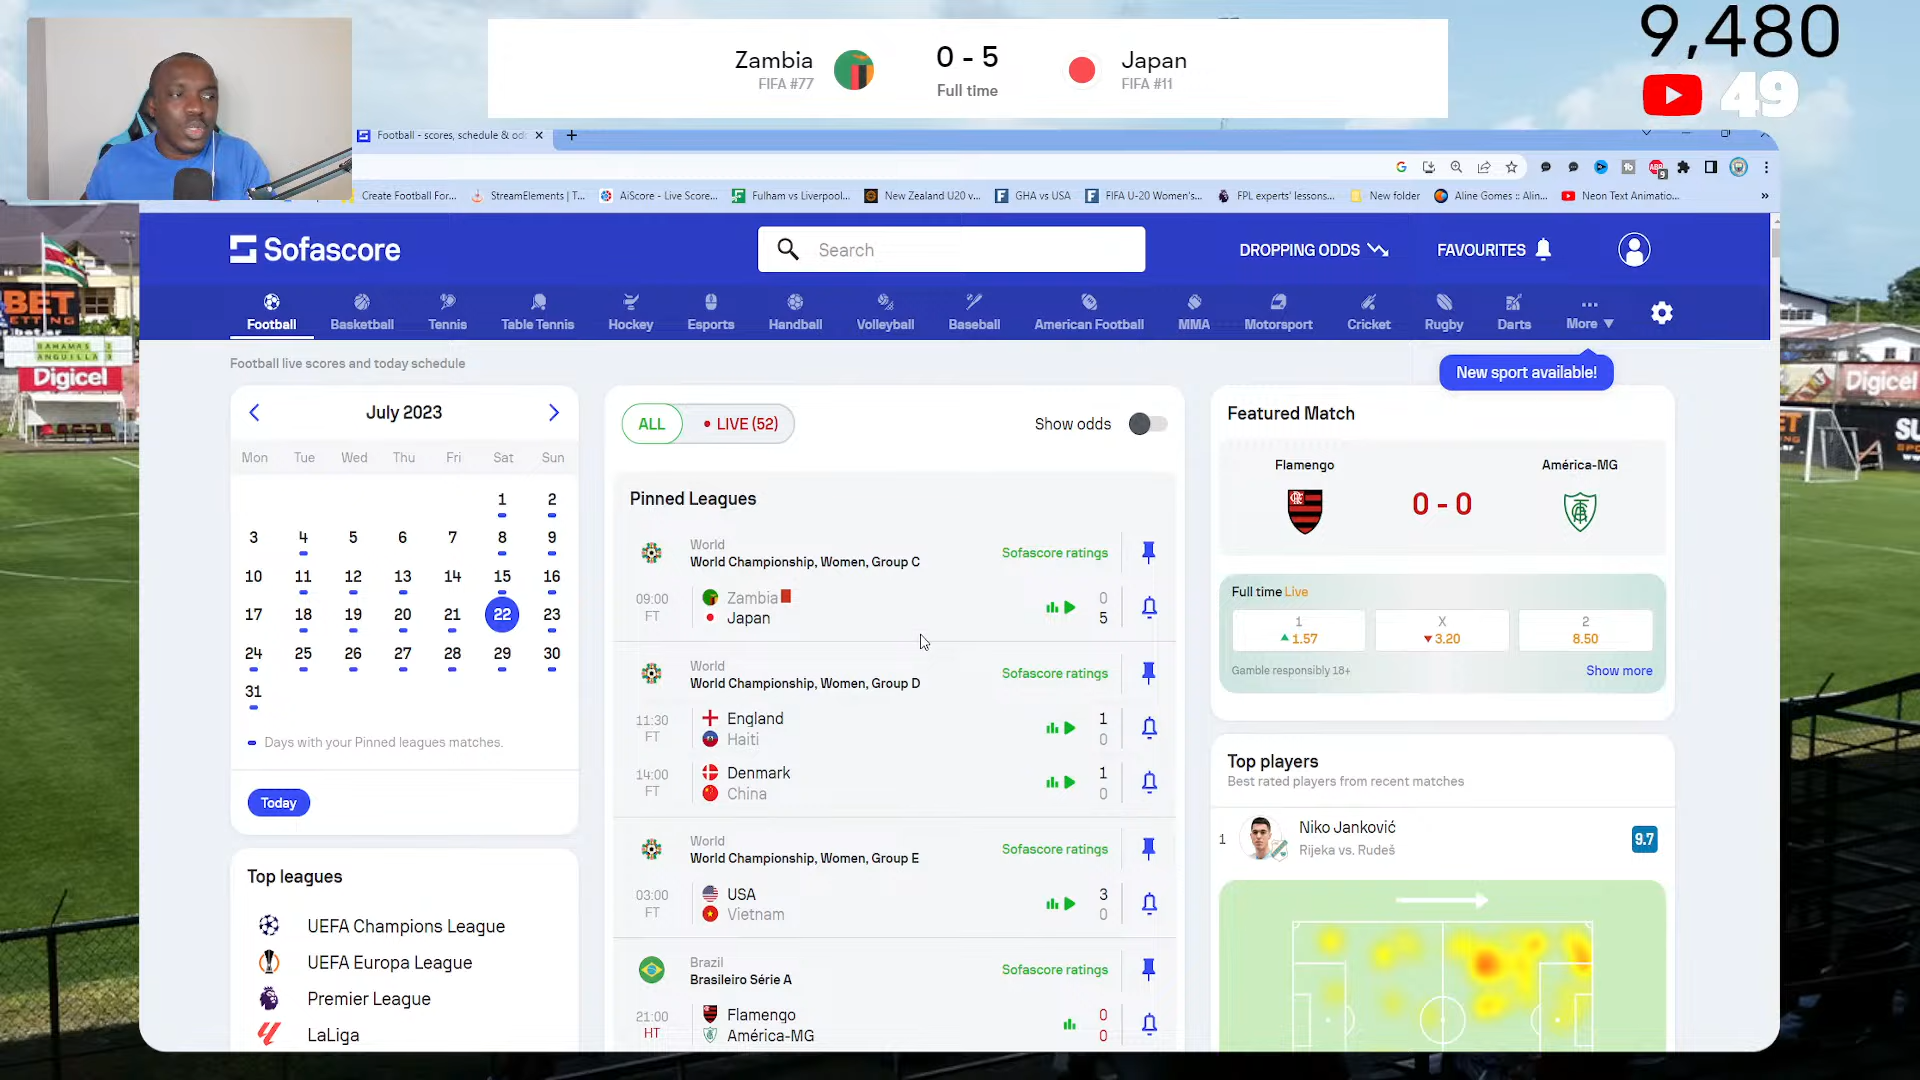 Zambia
FIFA #77
0 - 5
Full time
Japan
FIFA #11
9,480
49
Football - scores, schedule & od
Create Football For...
StreamElements | T...
AiScore - Live Score...
Fulham vs Liverpool...
New Zealand U20 v...
GHA vs USA
FIFA U-20 Women's...
FPL experts' lessons...
New folder
Aline Gomes :: Alin...
Neon Text Animatio...
»
Sofascore
Search
DROPPING ODDS
FAVOURITES
Football
Basketball
Tennis
Table Tennis
Hockey
Esports
Handball
Volleyball
Baseball
American Football
MMA
Motorsport
Cricket
Rugby
Darts
More
New sport available!
Football live scores and today schedule
July 2023
Mon Tue Wed Thu Fri Sat Sun
1 2
3 4 5 6 7 8 9
10 11 12 13 14 15 16
17 18 19 20 21 22 23
24 25 26 27 28 29 30
31
Days with your Pinned leagues matches.
Today
Top leagues
UEFA Champions League
UEFA Europa League
Premier League
LaLiga
ALL
LIVE (52)
Show odds
Pinned Leagues
World
World Championship, Women, Group C
Sofascore ratings
09:00 Zambia 0
FT Japan 5
World
World Championship, Women, Group D
Sofascore ratings
11:30 England 1
FT Haiti 0
14:00 Denmark 1
FT China 0
World
World Championship, Women, Group E
Sofascore ratings
03:00 USA 3
FT Vietnam 0
Brazil
Brasileiro Série A
Sofascore ratings
21:00 Flamengo 0
HT América-MG 0
Featured Match
Flamengo
0 - 0
América-MG
Full time Live
1 X 2
1.57 3.20 8.50
Gamble responsibly 18+
Show more
Top players
Best rated players from recent matches
1
Niko Janković
Rijeka vs. Rudeš
9.7
BET
BAHAMAS
ANGUILLA
Digicel
Digicel